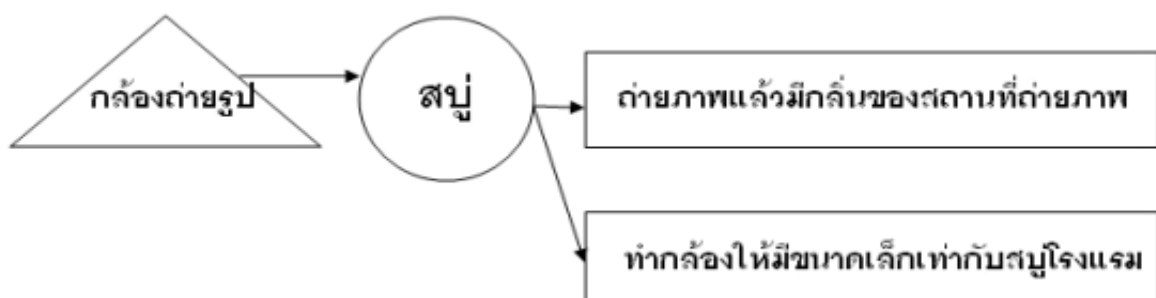 กล้องถ่ายรูป
สบู่
ถ่ายภาพแล้วมีกลิ่นของสถานที่ถ่ายภาพ
ทำกล้องให้มีขนาดเล็กเท่ากับสบู่โรงแรม